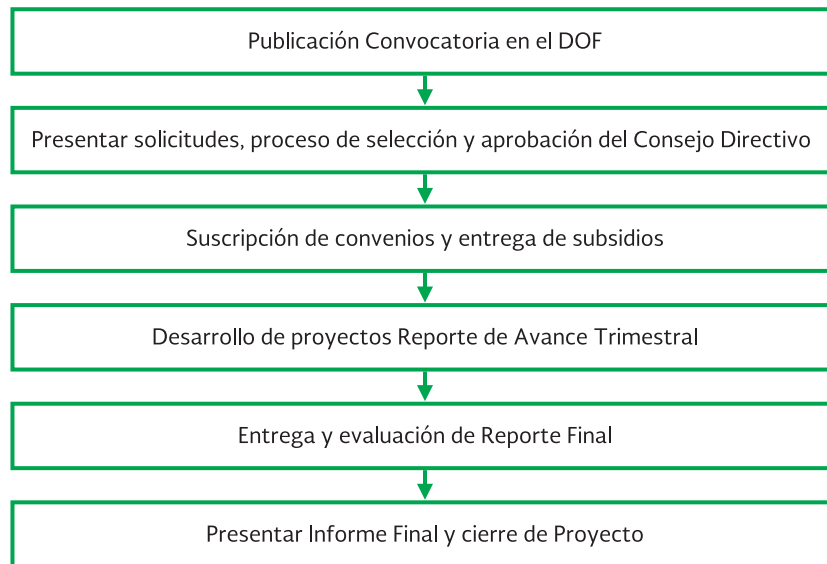 Publicación Convocatoria en el DOF
Presentar solicitudes, proceso de selección y aprobación del Consejo Directivo
Suscripción de convenios y entrega de subsidios
Desarrollo de proyectos Reporte de Avance Trimestral
Entrega y evaluación de Reporte Final
Presentar Informe Final y cierre de Proyecto